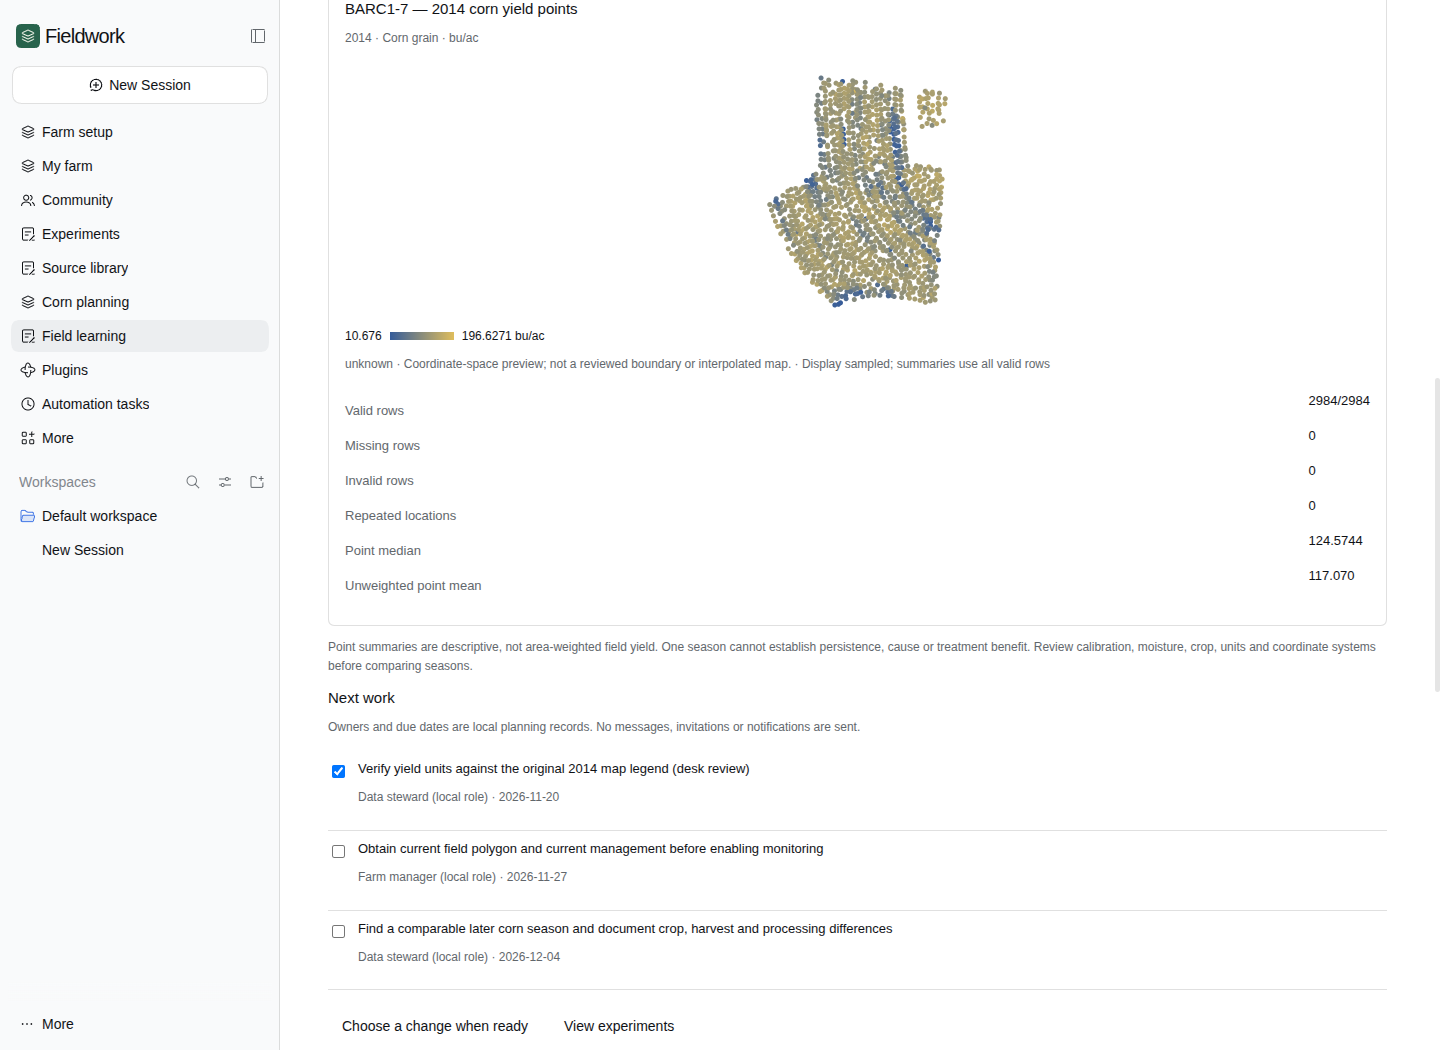 Fieldwork
New Session
Farm setup
My farm
Community
Experiments
Source library
Corn planning
Field learning
Plugins
Automation tasks
More
Workspaces
Default workspace
New Session
More
BARC1-7 — 2014 corn yield points
2014 · Corn grain · bu/ac
10.676 196.6271 bu/ac
unknown · Coordinate-space preview; not a reviewed boundary or interpolated map. · Display sampled; summaries use all valid rows
Valid rows 2984/2984
Missing rows 0
Invalid rows 0
Repeated locations 0
Point median 124.5744
Unweighted point mean 117.070
Point summaries are descriptive, not area-weighted field yield. One season cannot establish persistence, cause or treatment benefit. Review calibration, moisture, crop, units and coordinate systems
before comparing seasons.
Next work
Owners and due dates are local planning records. No messages, invitations or notifications are sent.
Verify yield units against the original 2014 map legend (desk review)
Data steward (local role) · 2026-11-20
Obtain current field polygon and current management before enabling monitoring
Farm manager (local role) · 2026-11-27
Find a comparable later corn season and document crop, harvest and processing differences
Data steward (local role) · 2026-12-04
Choose a change when ready View experiments